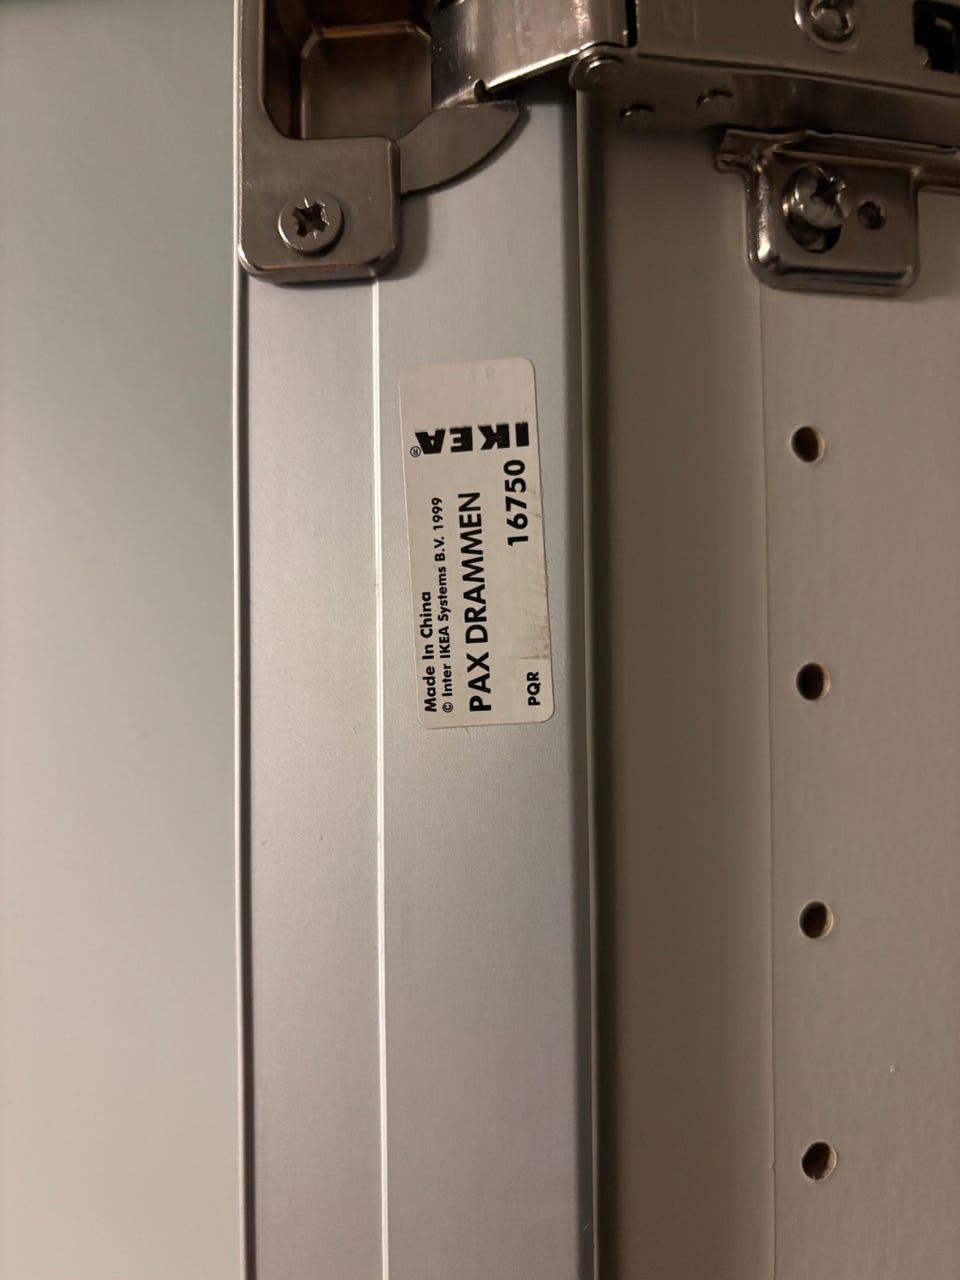 Made In China
© Inter IKEA Systems B.V. 1999
PAX DRAMMEN
PQR
16750
IKEA®